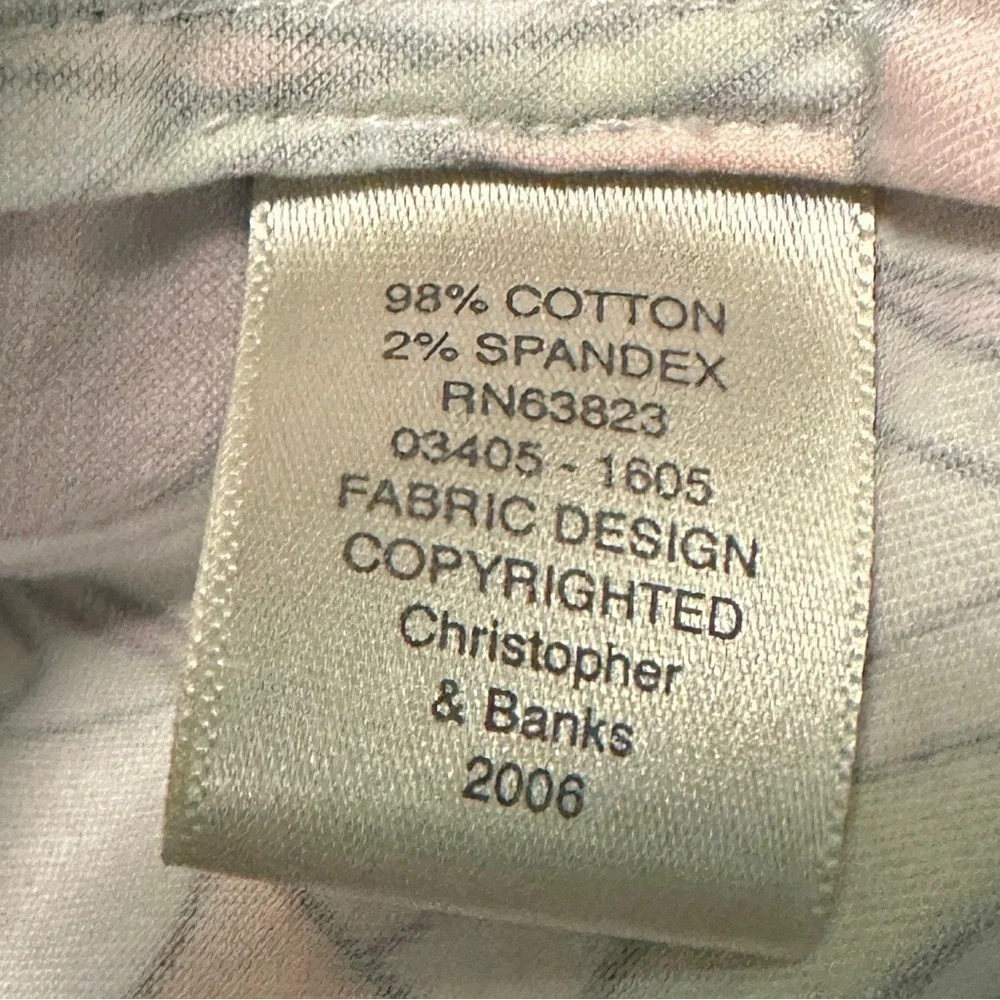 98% COTTON
2% SPANDEX
RN63823
03405 - 1605
FABRIC DESIGN
COPYRIGHTED
Christopher
& Banks
2006